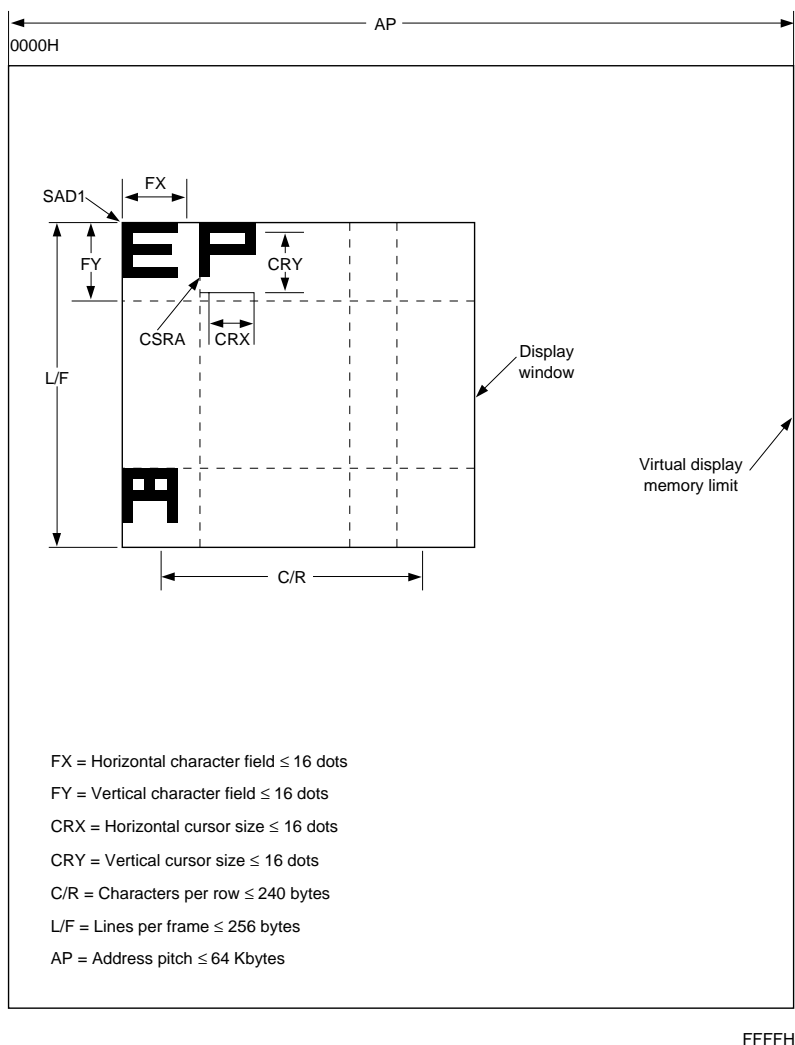 AP
0000H
FX
SAD1
FY
CRY
CSRA
CRX
L/F
Display
window
Virtual display
memory limit
C/R
FX = Horizontal character field ≤ 16 dots
FY = Vertical character field ≤ 16 dots
CRX = Horizontal cursor size ≤ 16 dots
CRY = Vertical cursor size ≤ 16 dots
C/R = Characters per row ≤ 240 bytes
L/F = Lines per frame ≤ 256 bytes
AP = Address pitch ≤ 64 Kbytes
FFFFH